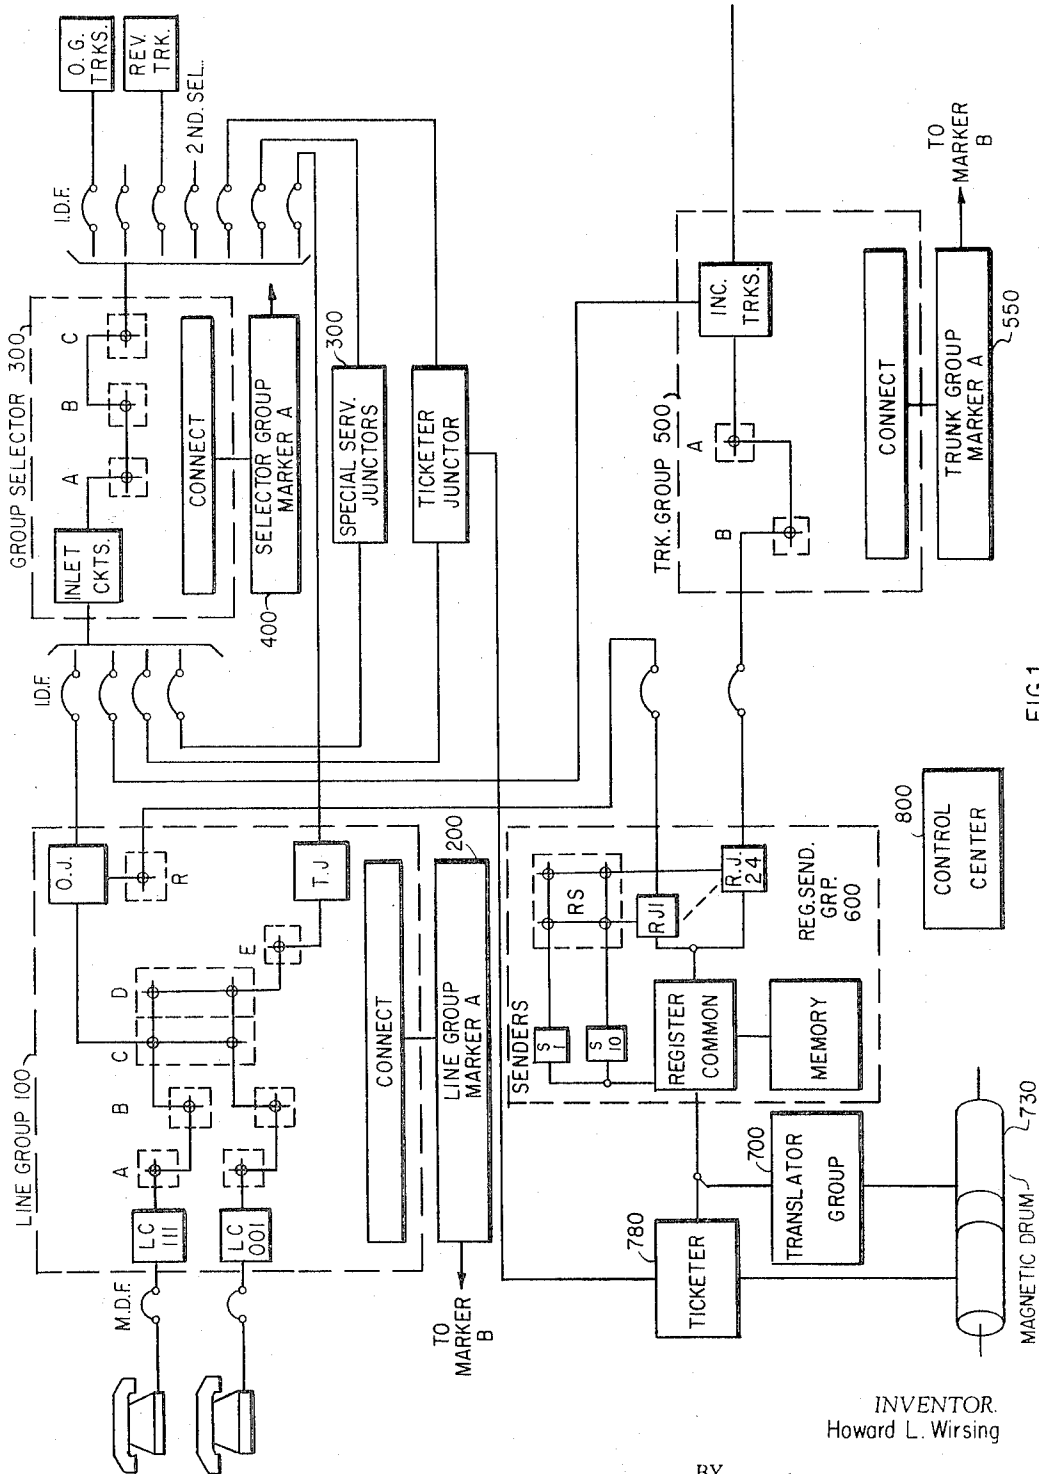 O. G.
TRKS.
REV.
TRK.
2 ND. SEL.
I.D.F.
GROUP SELECTOR 300
A
B
C
INLET
CKTS.
CONNECT
SELECTOR GROUP
MARKER A
400
SPECIAL SERV.
JUNCTORS
300
TICKETER
JUNCTOR
I.D.F.
TO
MARKER
B
TRK. GROUP 500
INC.
TRKS.
A
B
CONNECT
TRUNK GROUP
MARKER A
550
LINE GROUP 100
M.D.F.
LC
111
LC
001
A
B
C
D
E
O.J.
R
T.J
CONNECT
LINE GROUP
MARKER A
200
TO
MARKER
B
SENDERS
S
1
S
10
RS
RJ1
R.J.
24
REG.SEND.
GRP.
600
REGISTER
COMMON
MEMORY
TICKETER
780
TRANSLATOR
GROUP
700
MAGNETIC DRUM
730
CONTROL
CENTER
800
FIG.1
INVENTOR.
Howard L. Wirsing
BY